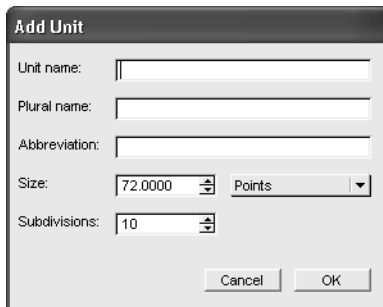 Add Unit
Unit name:
Plural name:
Abbreviation:
Size: 72.0000 Points
Subdivisions: 10
Cancel OK